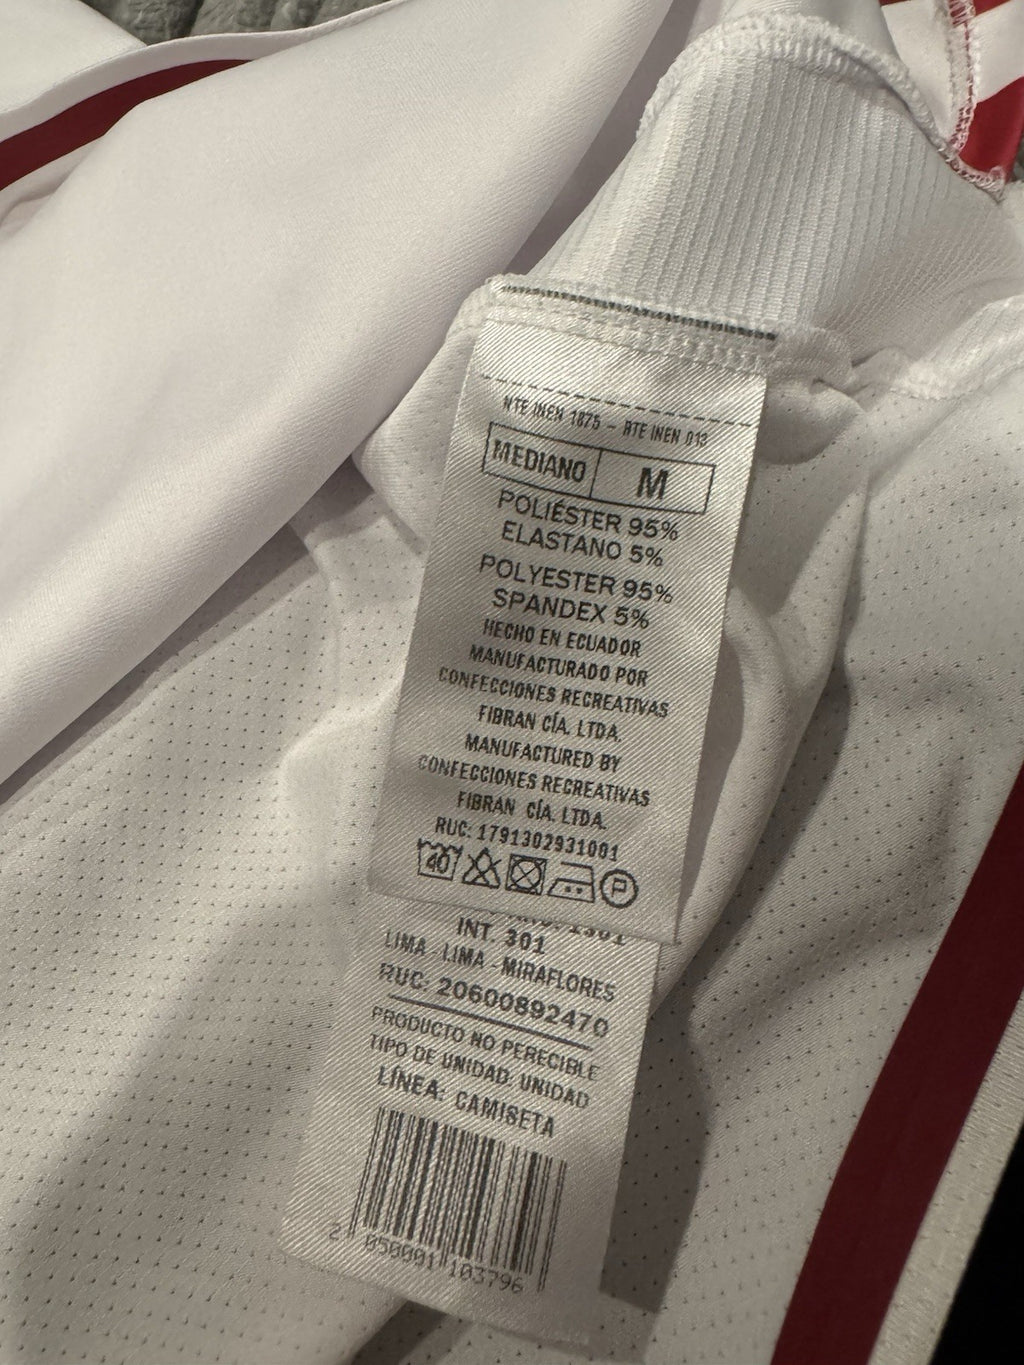 NTE INEN 1875 - RTE INEN 013
MEDIANO M
POLIÉSTER 95%
ELASTANO 5%
POLYESTER 95%
SPANDEX 5%
HECHO EN ECUADOR
MANUFACTURADO POR
CONFECCIONES RECREATIVAS
FIBRAN CÍA. LTDA.
MANUFACTURED BY
CONFECCIONES RECREATIVAS
FIBRAN CÍA. LTDA.
RUC: 1791302931001
40 P
1301
INT. 301
LIMA - LIMA - MIRAFLORES
RUC: 20600892470
PRODUCTO NO PERECIBLE
TIPO DE UNIDAD: UNIDAD
LÍNEA: CAMISETA
2 050001 103796